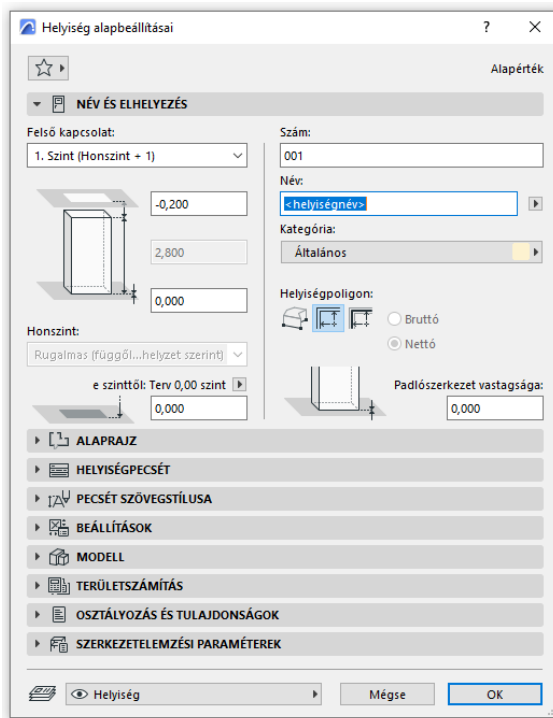 Helyiség alapbeállításai
Alapérték
NÉV ÉS ELHELYEZÉS
Felső kapcsolat:
1. Szint (Honszint + 1)
-0,200
2,800
0,000
Honszint:
Rugalmas (függől...helyzet szerint)
e szinttől: Terv 0,00 szint
0,000
Szám:
001
Név:
<helyiségnév>
Kategória:
Általános
Helyiségpoligon:
Bruttó
Nettó
Padlószerkezet vastagsága:
0,000
ALAPRAJZ
HELYISÉGPECSÉT
PECSÉT SZÖVEGSTÍLUSA
BEÁLLÍTÁSOK
MODELL
TERÜLETSZÁMÍTÁS
OSZTÁLYOZÁS ÉS TULAJDONSÁGOK
SZERKEZETELEMZÉSI PARAMÉTEREK
Helyiség
Mégse
OK